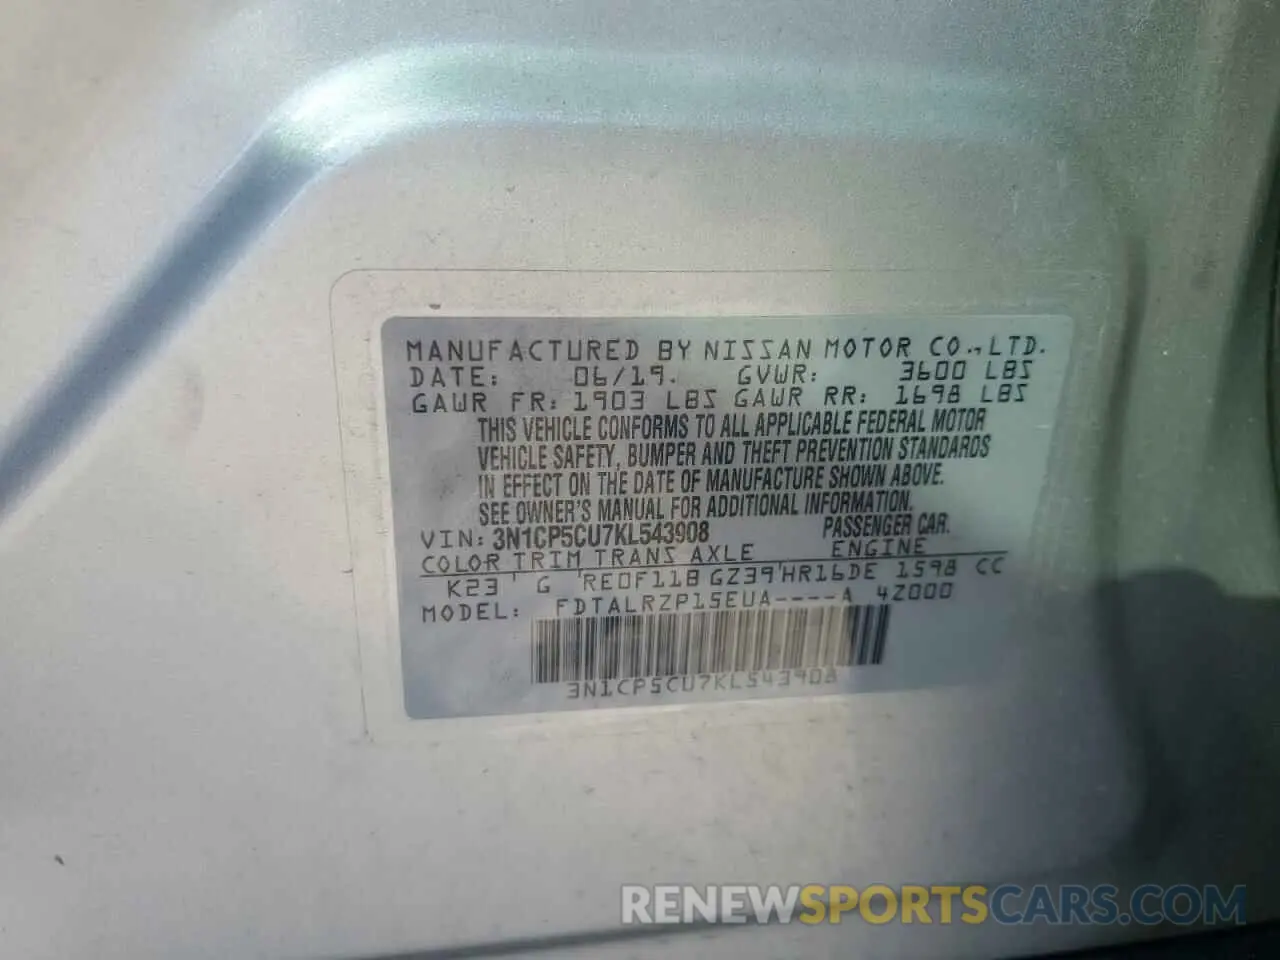 MANUFACTURED BY NISSAN MOTOR CO.,LTD.
DATE: 06/19. GVWR: 3600 LBS
GAWR FR: 1903 LBS GAWR RR: 1698 LBS
THIS VEHICLE CONFORMS TO ALL APPLICABLE FEDERAL MOTOR
VEHICLE SAFETY, BUMPER AND THEFT PREVENTION STANDARDS
IN EFFECT ON THE DATE OF MANUFACTURE SHOWN ABOVE.
SEE OWNER'S MANUAL FOR ADDITIONAL INFORMATION.
VIN: 3N1CP5CU7KL543908 PASSENGER CAR.
COLOR TRIM TRANS AXLE ENGINE
K23 G RE0F11B GZ39 HR16DE 1598 CC
MODEL: FDTALRZP15EUA----A 4Z000
3N1CP5CU7KL543908
RENEWSPORTSCARS.COM